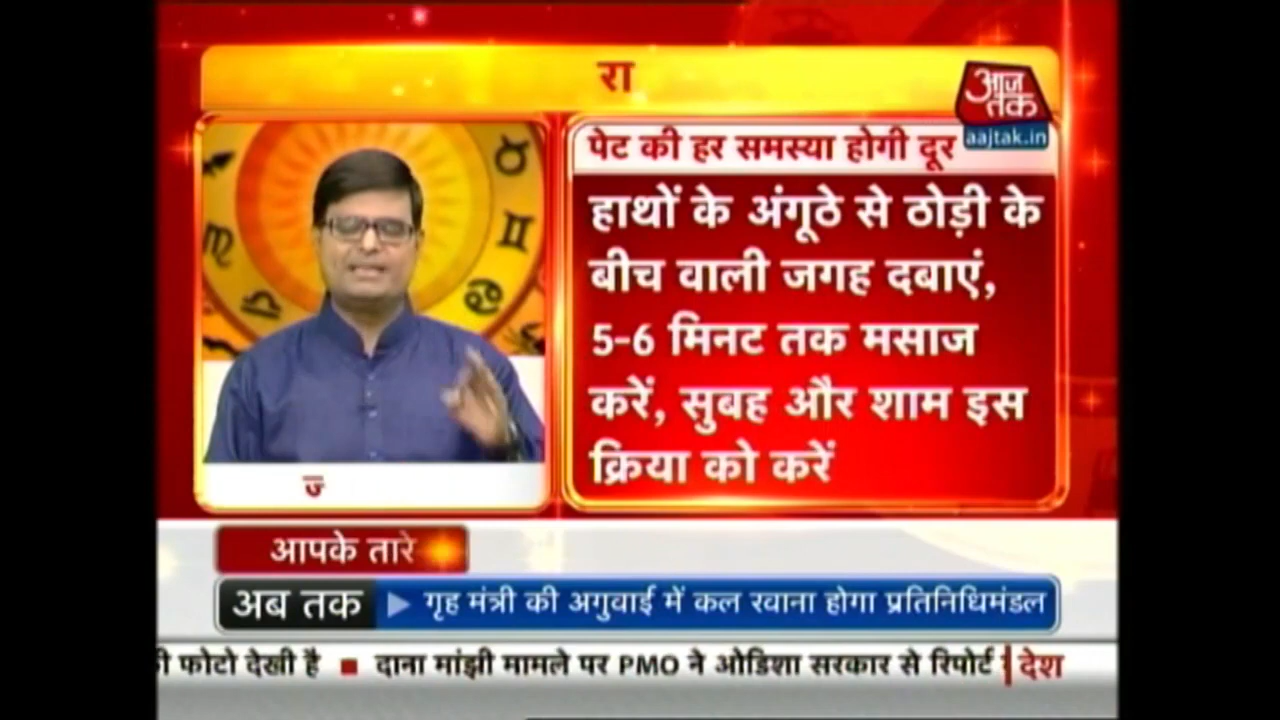 रा
आज
तक
aajtak.in
पेट की हर समस्या होगी दूर
हाथों के अंगूठे से ठोड़ी के
बीच वाली जगह दबाएं,
5-6 मिनट तक मसाज
करें, सुबह और शाम इस
क्रिया को करें
ज्
आपके तारे
अब तक
गृह मंत्री की अगुवाई में कल रवाना होगा प्रतिनिधिमंडल
फोटो देखी है ■ दाना मांझी मामले पर PMO ने ओडिशा सरकार से रिपोर्ट
देश